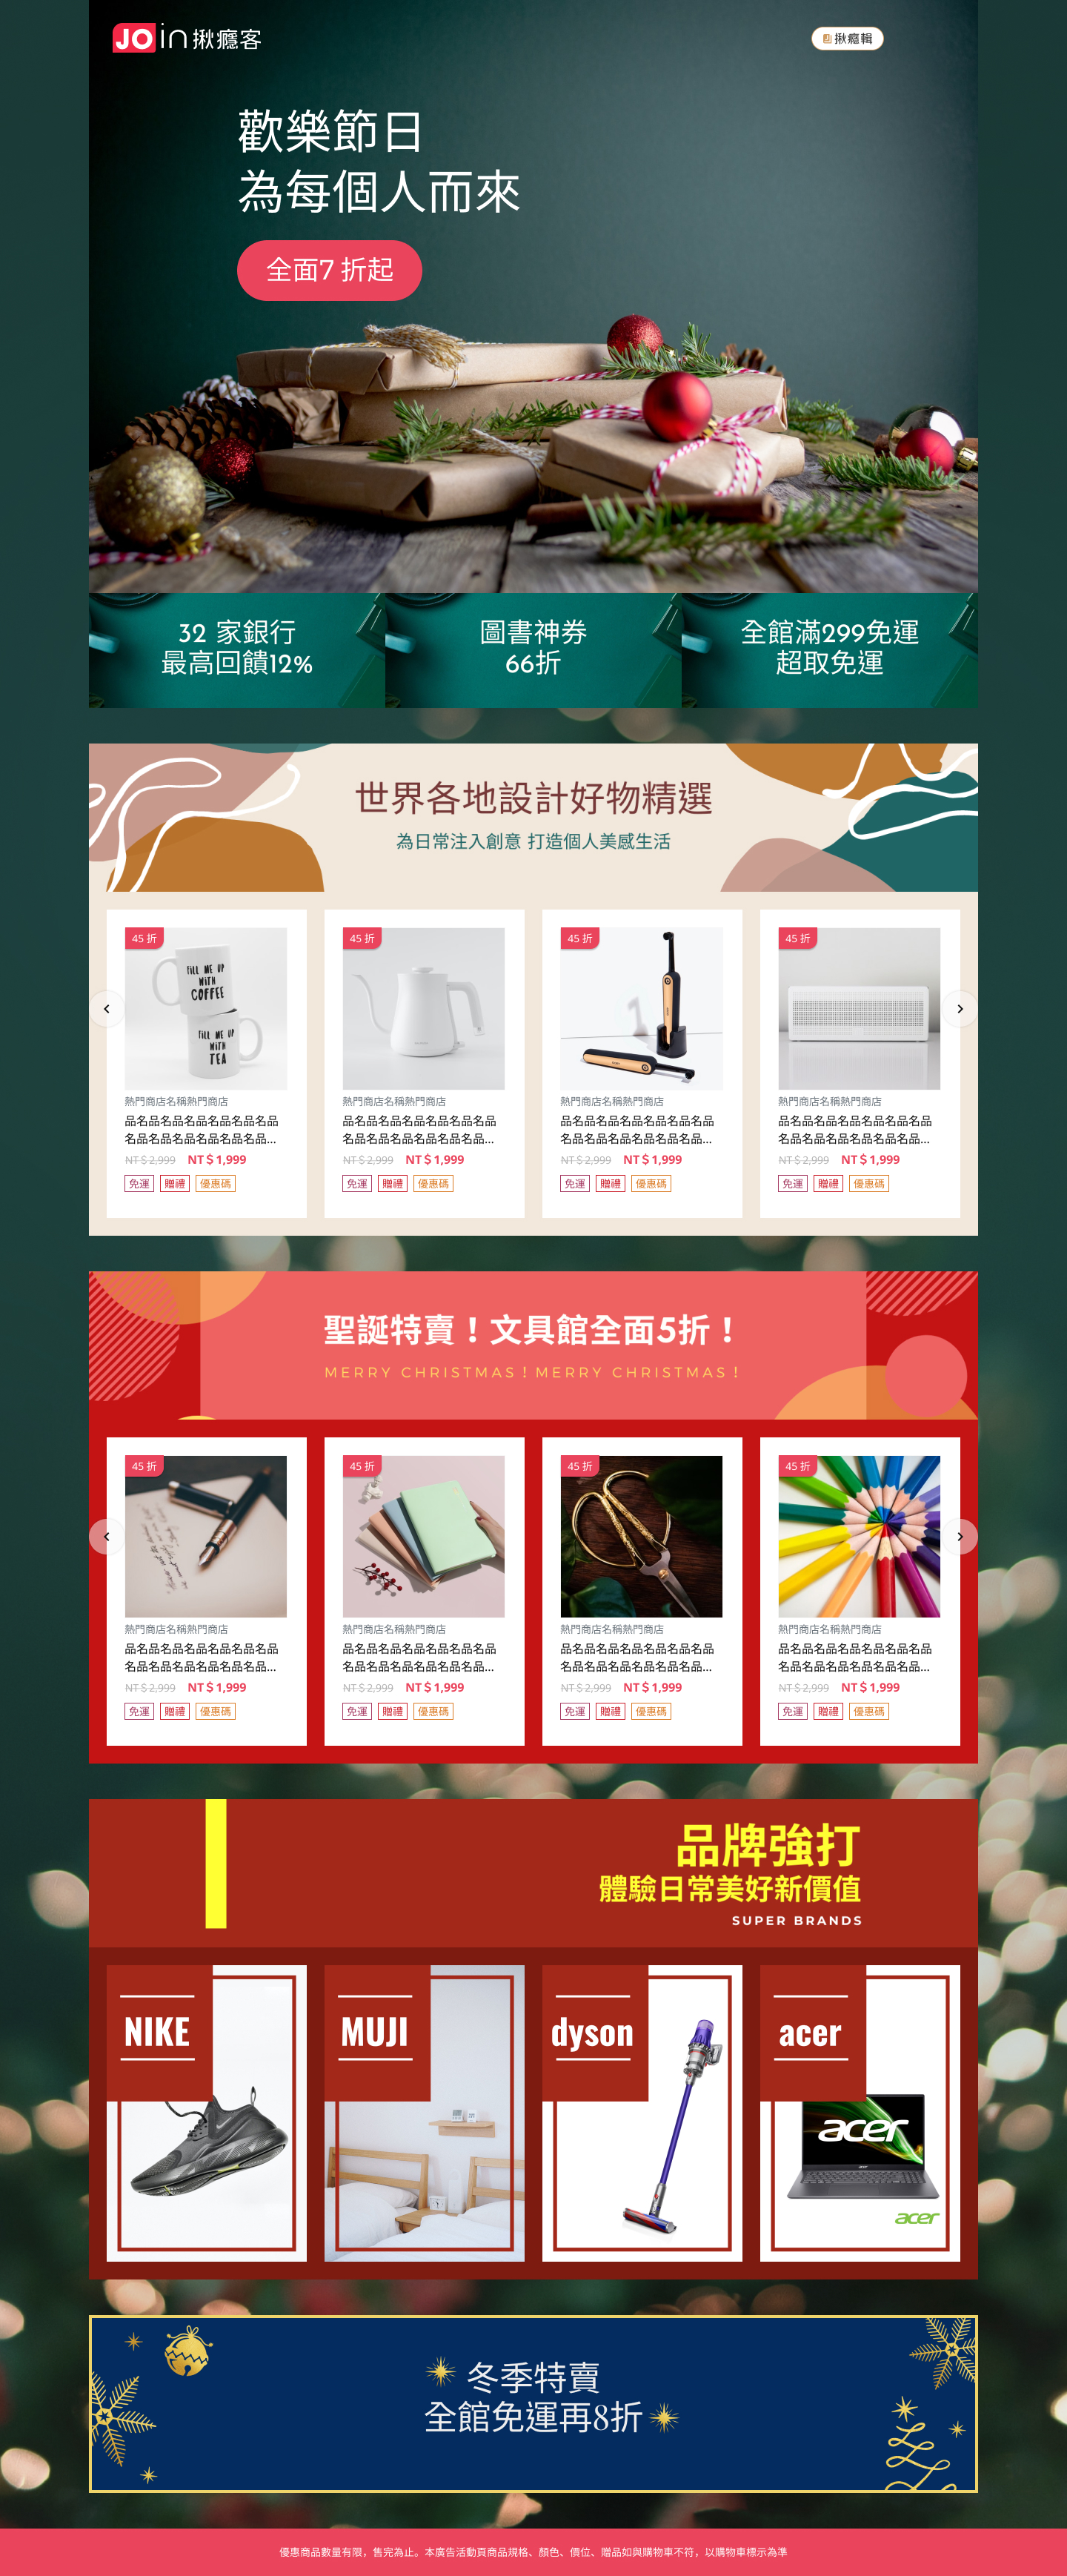 JOin揪癮客
揪癮輯
歡樂節日
為每個人而來
全面7 折起
32 家銀行
最高回饋12%
圖書神券
66折
全館滿299免運
超取免運
世界各地設計好物精選
為日常注入創意 打造個人美感生活
45 折
FiLL ME UP
WiTH
COFFEE
FiLL ME UP
WiTH
TEA
熱門商店名稱熱門商店
品名品名品名品名品名品名品
名品名品名品名品名品名品...
NT$2,999 NT$1,999
免運 贈禮 優惠碼
45 折
熱門商店名稱熱門商店
品名品名品名品名品名品名品
名品名品名品名品名品名品...
NT$2,999 NT$1,999
免運 贈禮 優惠碼
45 折
熱門商店名稱熱門商店
品名品名品名品名品名品名品
名品名品名品名品名品名品...
NT$2,999 NT$1,999
免運 贈禮 優惠碼
45 折
熱門商店名稱熱門商店
品名品名品名品名品名品名品
名品名品名品名品名品名品...
NT$2,999 NT$1,999
免運 贈禮 優惠碼
聖誕特賣！文具館全面5折！
MERRY CHRISTMAS！MERRY CHRISTMAS！
45 折
熱門商店名稱熱門商店
品名品名品名品名品名品名品
名品名品名品名品名品名品...
NT$2,999 NT$1,999
免運 贈禮 優惠碼
45 折
熱門商店名稱熱門商店
品名品名品名品名品名品名品
名品名品名品名品名品名品...
NT$2,999 NT$1,999
免運 贈禮 優惠碼
45 折
熱門商店名稱熱門商店
品名品名品名品名品名品名品
名品名品名品名品名品名品...
NT$2,999 NT$1,999
免運 贈禮 優惠碼
45 折
熱門商店名稱熱門商店
品名品名品名品名品名品名品
名品名品名品名品名品名品...
NT$2,999 NT$1,999
免運 贈禮 優惠碼
品牌強打
體驗日常美好新價值
SUPER BRANDS
NIKE
MUJI
dyson
acer
acer
acer
冬季特賣
全館免運再8折
優惠商品數量有限，售完為止。本廣告活動頁商品規格、顏色、價位、贈品如與購物車不符，以購物車標示為準